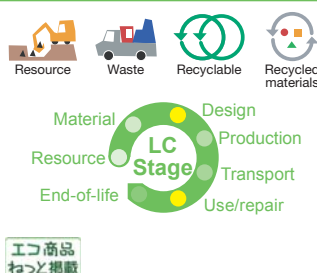 Resource
Waste
Recyclable
Recycled
materials
Material
Design
Production
Resource
LC
Stage
Transport
End-of-life
Use/repair
エコ商品
ねっと掲載